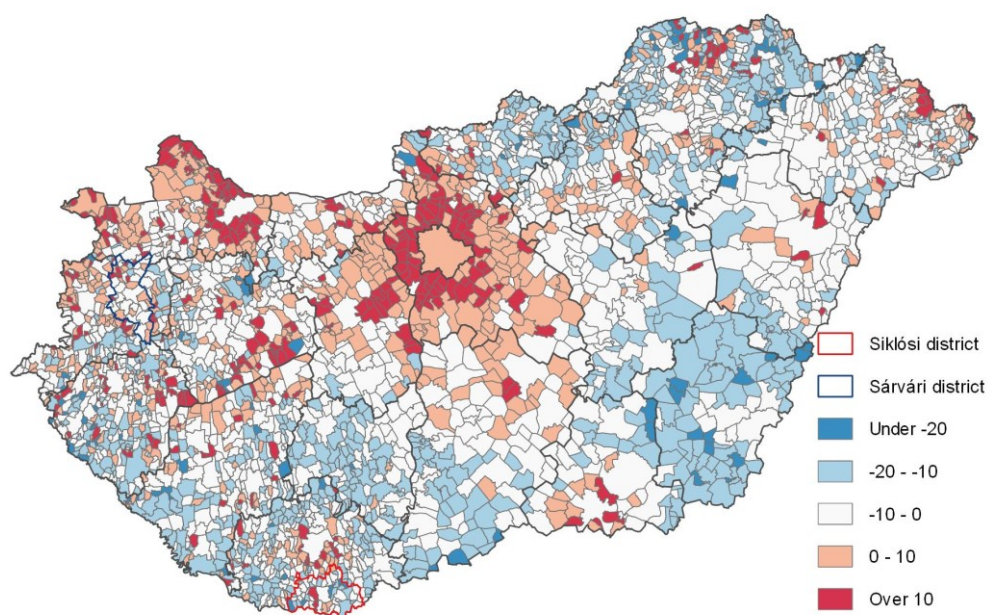 Siklósi district
Sárvári district
Under -20
-20 - -10
-10 - 0
0 - 10
Over 10